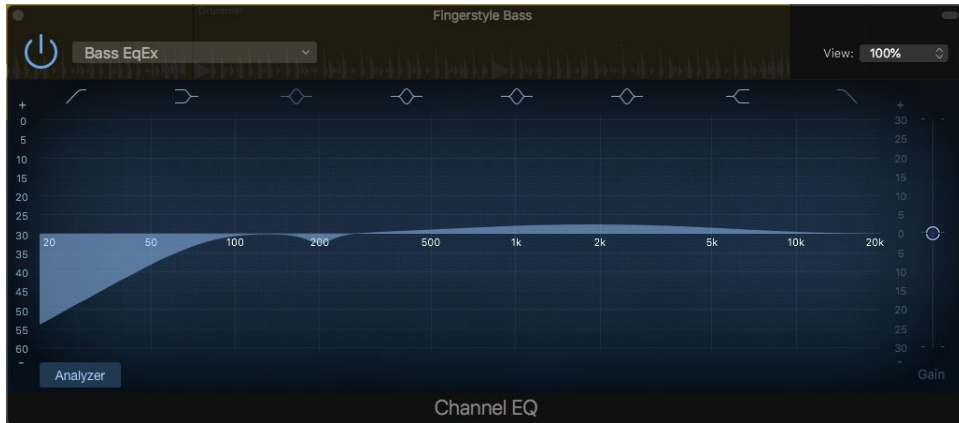 Drummer
Fingerstyle Bass
Bass EqEx
View: 100%
+ +
0 30
5 25
10 20
15 15
20 10
25 5
30 20 50 100 200 500 1k 2k 5k 10k 20k 0
35 5
40 10
45 15
50 20
55 25
60 30
- -
Analyzer Gain
Channel EQ